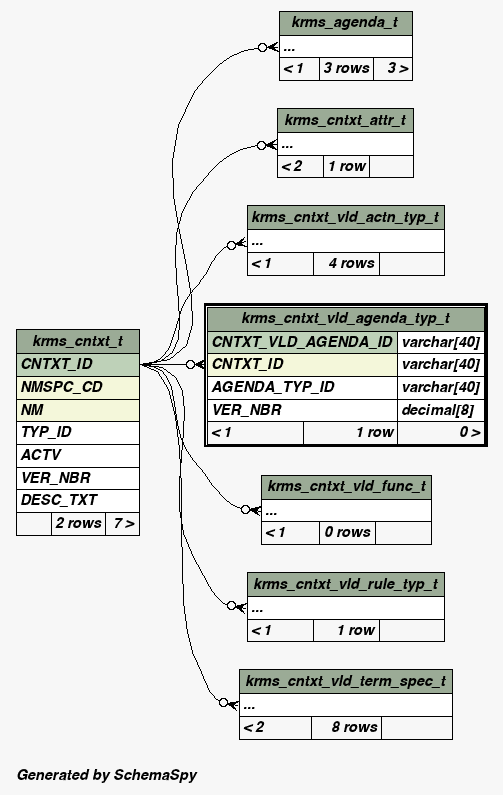 krms_agenda_t
...
< 1 3 rows 3 >
krms_cntxt_attr_t
...
< 2 1 row
krms_cntxt_vld_actn_typ_t
...
< 1 4 rows
krms_cntxt_vld_agenda_typ_t
CNTXT_VLD_AGENDA_ID varchar[40]
CNTXT_ID varchar[40]
AGENDA_TYP_ID varchar[40]
VER_NBR decimal[8]
< 1 1 row 0 >
krms_cntxt_t
CNTXT_ID
NMSPC_CD
NM
TYP_ID
ACTV
VER_NBR
DESC_TXT
2 rows 7 >
krms_cntxt_vld_func_t
...
< 1 0 rows
krms_cntxt_vld_rule_typ_t
...
< 1 1 row
krms_cntxt_vld_term_spec_t
...
< 2 8 rows
Generated by SchemaSpy